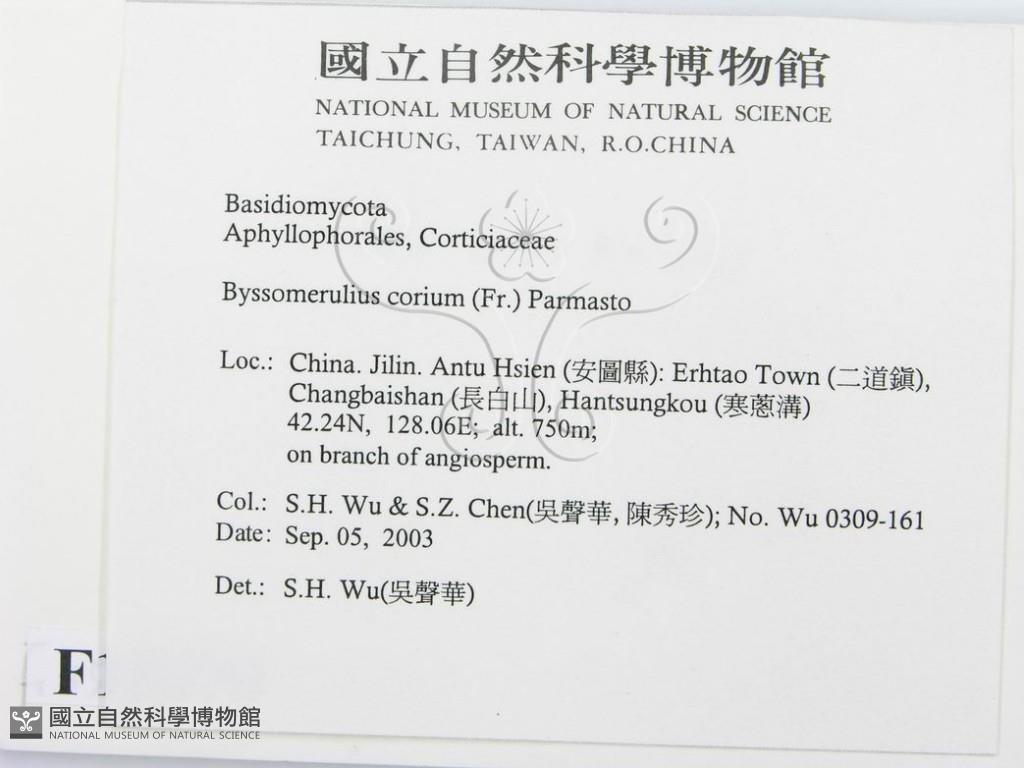 國立自然科學博物館
NATIONAL MUSEUM OF NATURAL SCIENCE
TAICHUNG, TAIWAN, R.O.CHINA
Basidiomycota
Aphyllophorales, Corticiaceae
Byssomerulius corium (Fr.) Parmasto
Loc.: China. Jilin. Antu Hsien (安圖縣): Erhtao Town (二道鎭),
Changbaishan (長白山), Hantsungkou (寒蔥溝)
42.24N, 128.06E; alt. 750m;
on branch of angiosperm.
Col.: S.H. Wu & S.Z. Chen(吳聲華, 陳秀珍); No. Wu 0309-161
Date: Sep. 05, 2003
Det.: S.H. Wu(吳聲華)
國立自然科學博物館
NATIONAL MUSEUM OF NATURAL SCIENCE